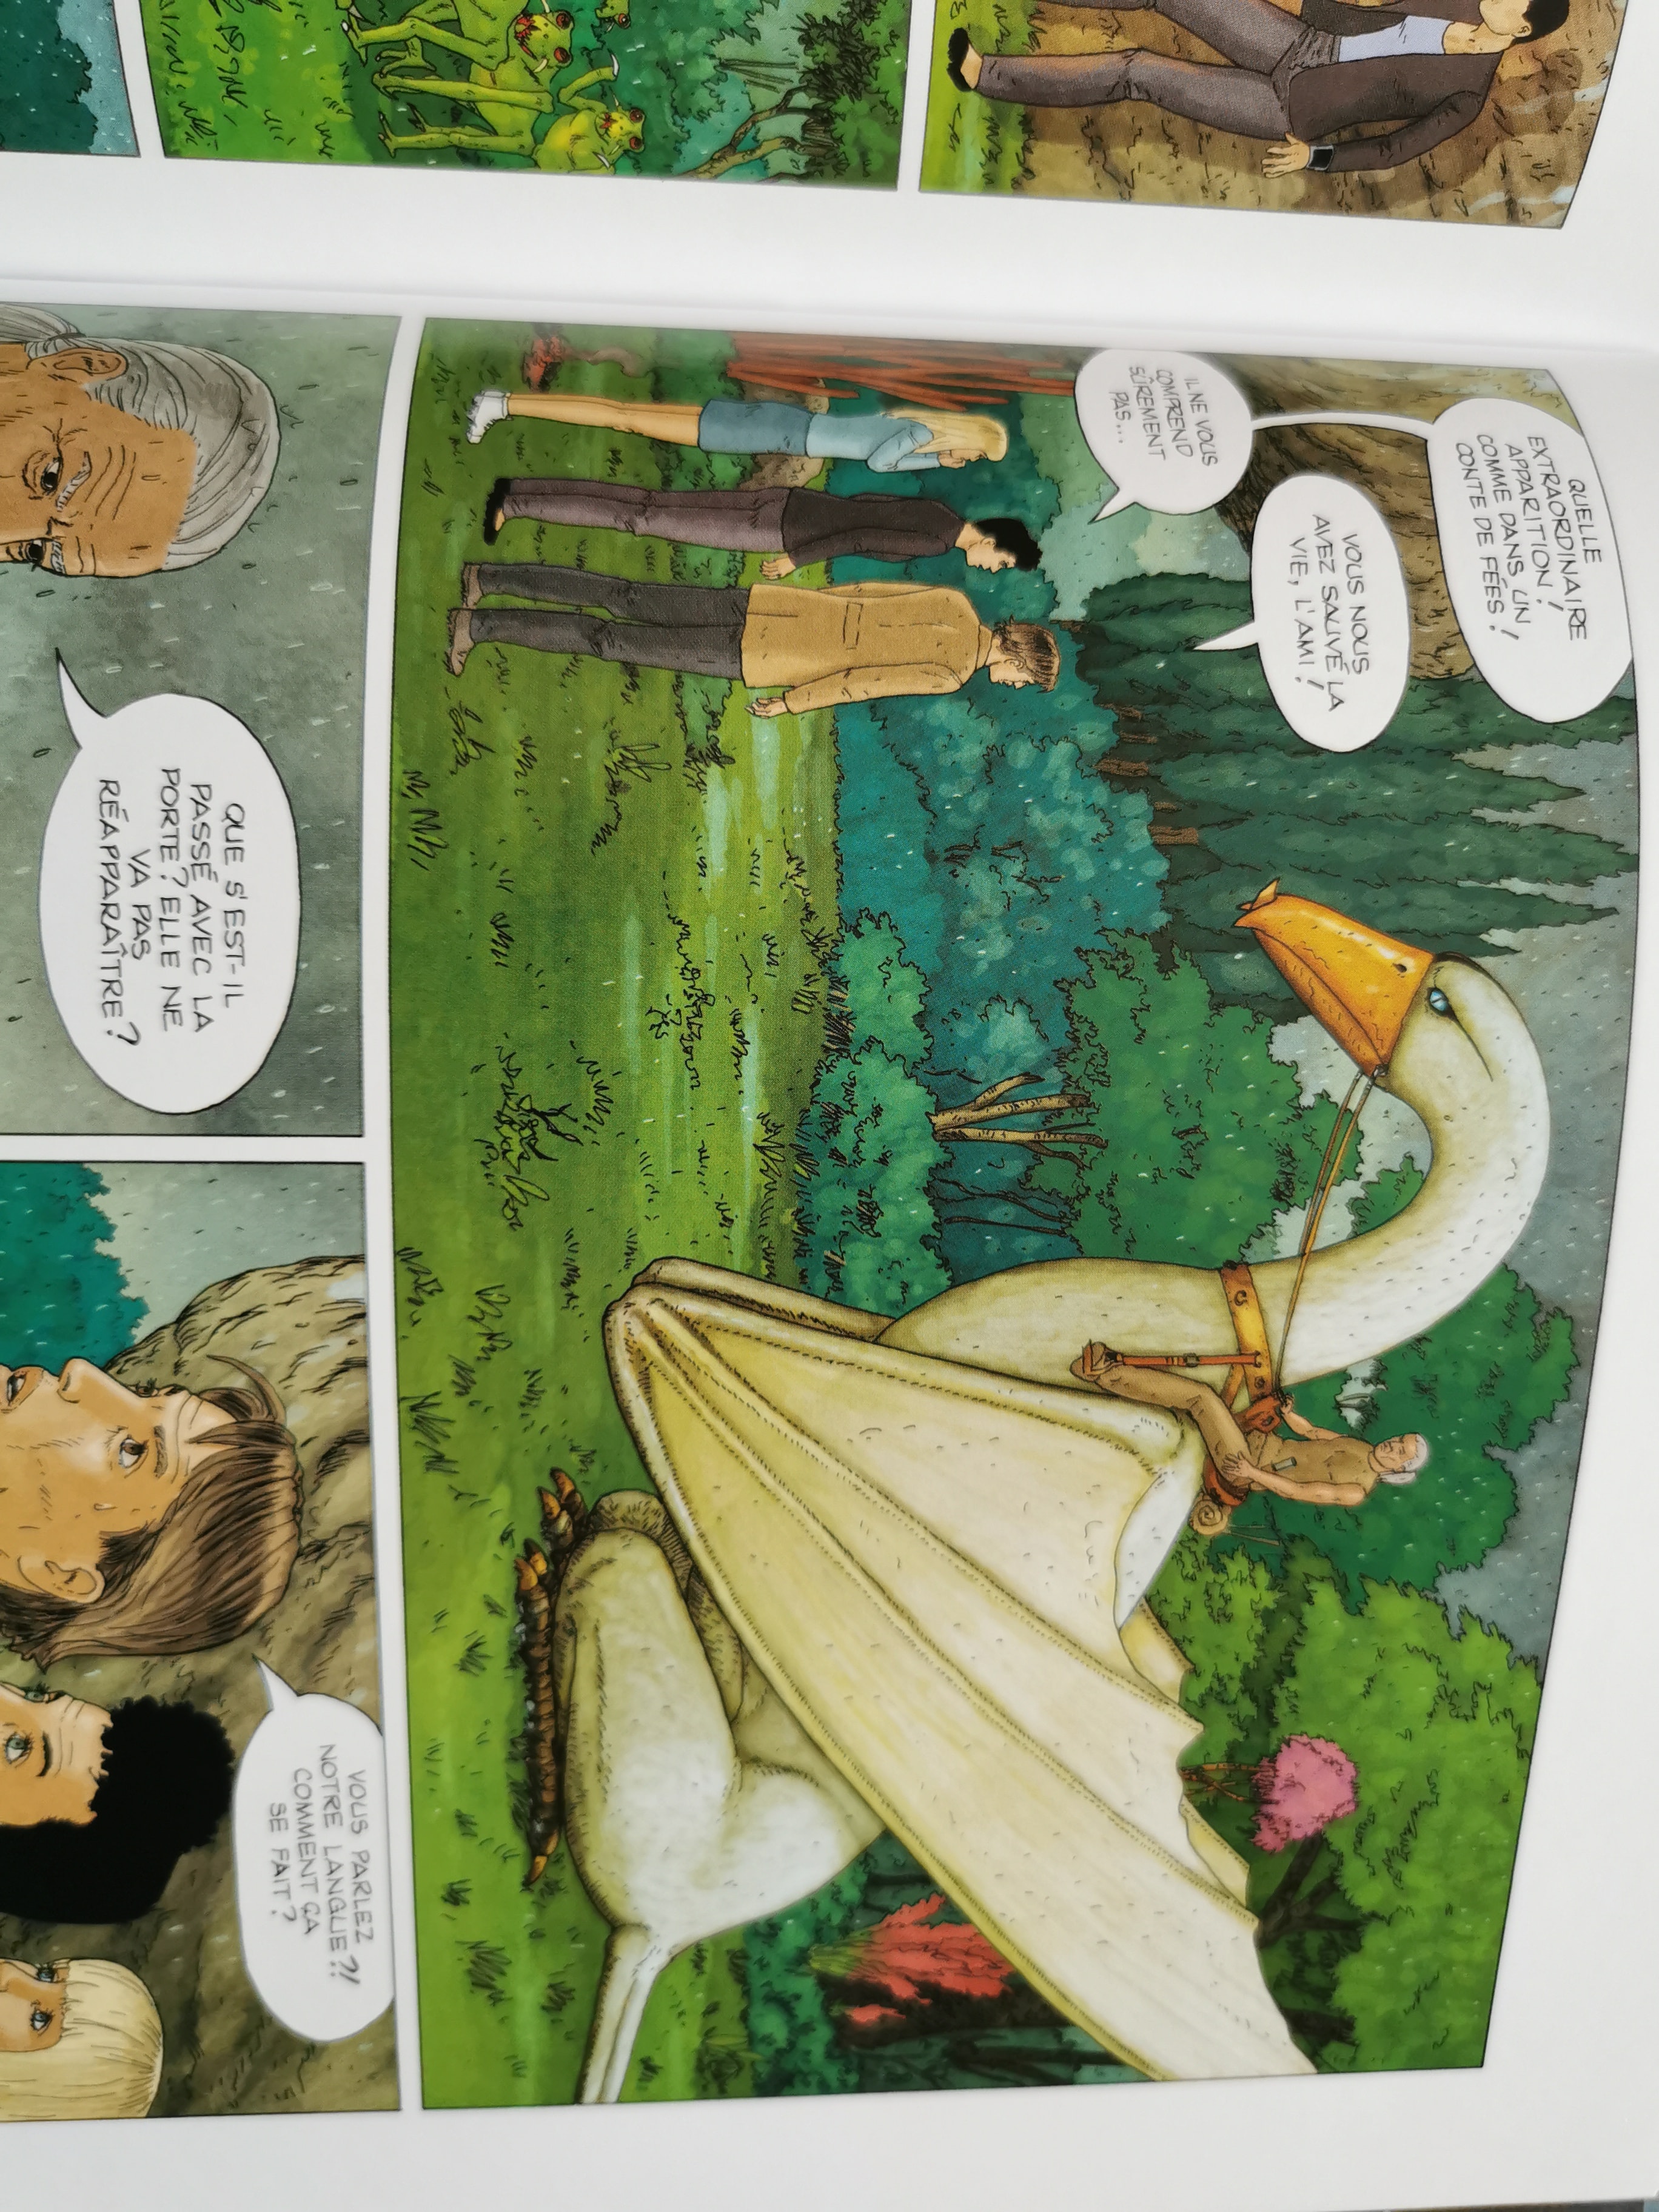 QUELLE
EXTRAORDINAIRE
APPARITION !
COMME DANS UN
CONTE DE FÉES !
IL NE VOUS
COMPREND
SÛREMENT
PAS...
VOUS NOUS
AVEZ SAUVÉ LA
VIE, L'AMI !
QUE S'EST-IL
PASSÉ AVEC LA
PORTE ? ELLE NE
VA PAS
RÉAPPARAÎTRE ?
VOUS PARLEZ
NOTRE LANGUE ?!
COMMENT ÇA
SE FAIT ?